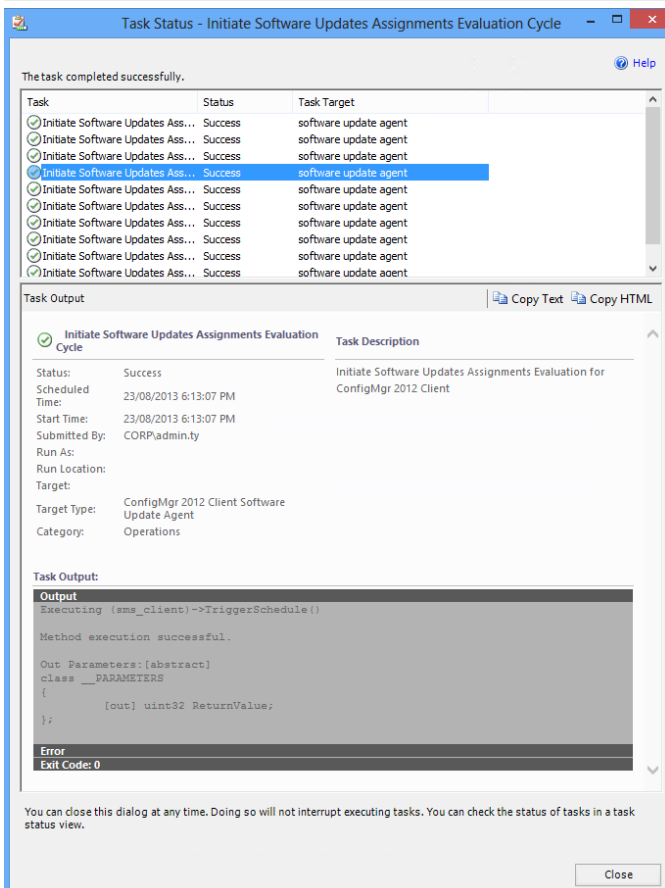 Task Status - Initiate Software Updates Assignments Evaluation Cycle
Help
The task completed successfully.
Task Status Task Target
Initiate Software Updates Ass... Success software update agent
Initiate Software Updates Ass... Success software update agent
Initiate Software Updates Ass... Success software update agent
Initiate Software Updates Ass... Success software update agent
Initiate Software Updates Ass... Success software update agent
Initiate Software Updates Ass... Success software update agent
Initiate Software Updates Ass... Success software update agent
Initiate Software Updates Ass... Success software update agent
Initiate Software Updates Ass... Success software update agent
Initiate Software Updates Ass... Success software update agent
Task Output Copy Text Copy HTML
Initiate Software Updates Assignments Evaluation
Cycle
Task Description
Status: Success
Initiate Software Updates Assignments Evaluation for
ConfigMgr 2012 Client
Scheduled
Time: 23/08/2013 6:13:07 PM
Start Time: 23/08/2013 6:13:07 PM
Submitted By: CORP\admin.ty
Run As:
Run Location:
Target:
Target Type: ConfigMgr 2012 Client Software
Update Agent
Category: Operations
Task Output:
Output
Executing (sms_client)->TriggerSchedule()
Method execution successful.
Out Parameters:[abstract]
class __PARAMETERS
{
[out] uint32 ReturnValue;
};
Error
Exit Code: 0
You can close this dialog at any time. Doing so will not interrupt executing tasks. You can check the status of tasks in a task
status view.
Close